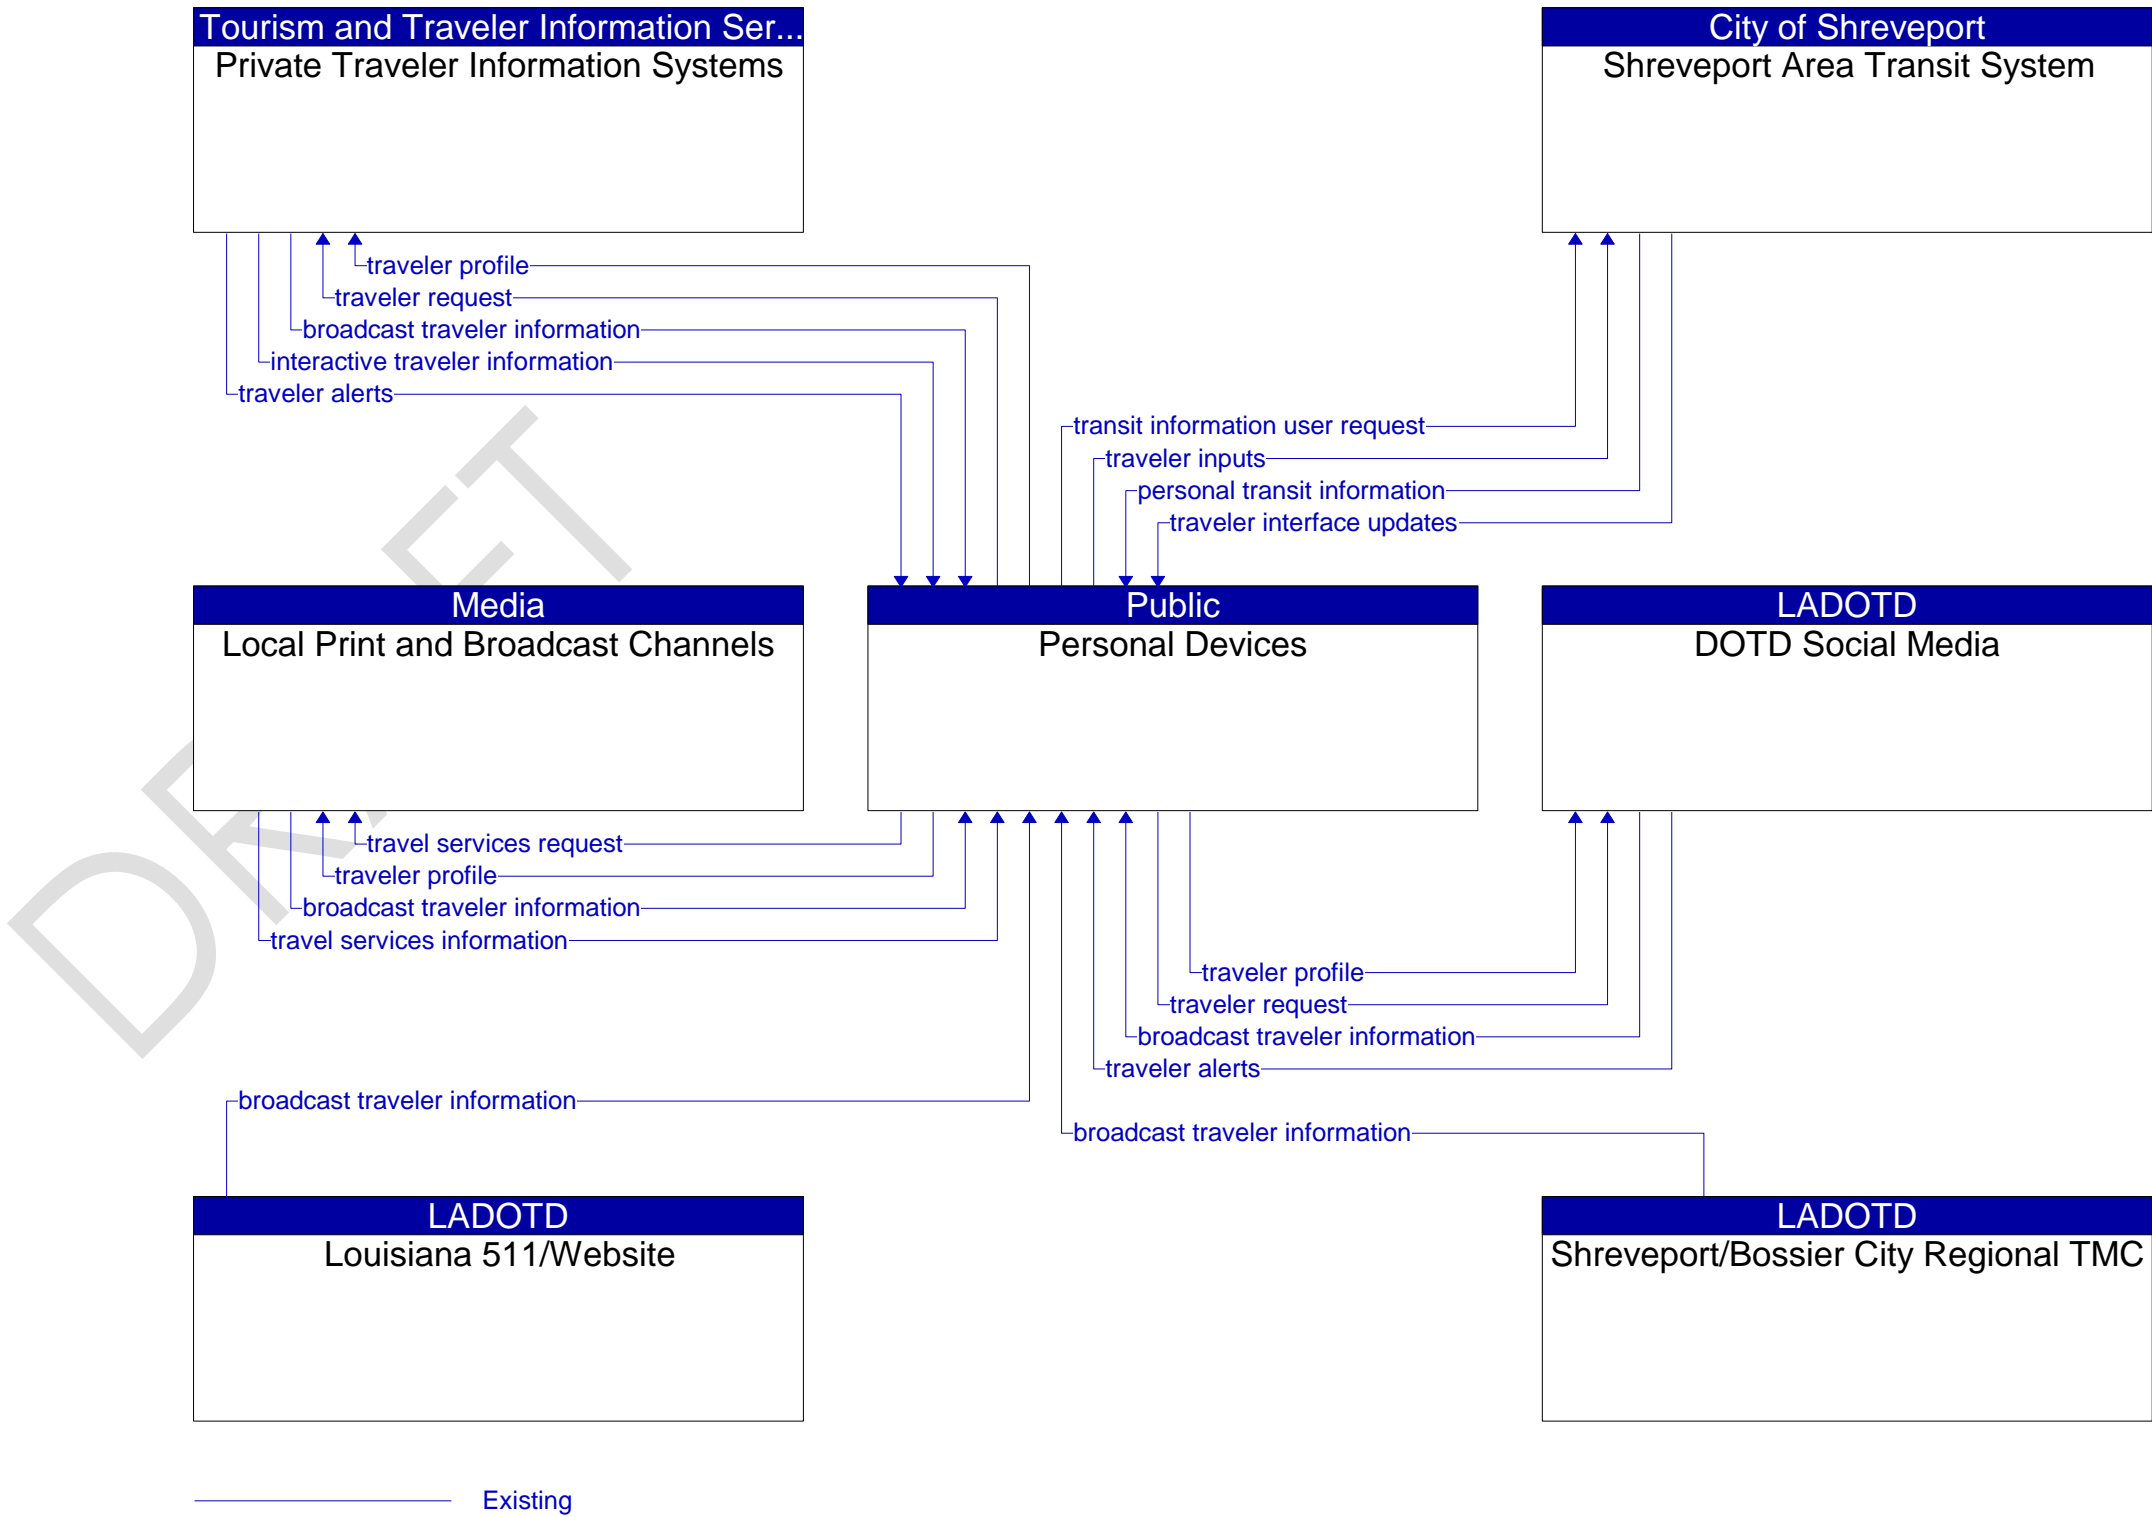 Tourism and Traveler Information Ser...
Private Traveler Information Systems
City of Shreveport
Shreveport Area Transit System
traveler profile
traveler request
broadcast traveler information
interactive traveler information
traveler alerts
transit information user request
traveler inputs
personal transit information
traveler interface updates
Media
Local Print and Broadcast Channels
Public
Personal Devices
LADOTD
DOTD Social Media
travel services request
traveler profile
broadcast traveler information
travel services information
traveler profile
traveler request
broadcast traveler information
traveler alerts
broadcast traveler information
broadcast traveler information
LADOTD
Louisiana 511/Website
LADOTD
Shreveport/Bossier City Regional TMC
Existing
DRAFT